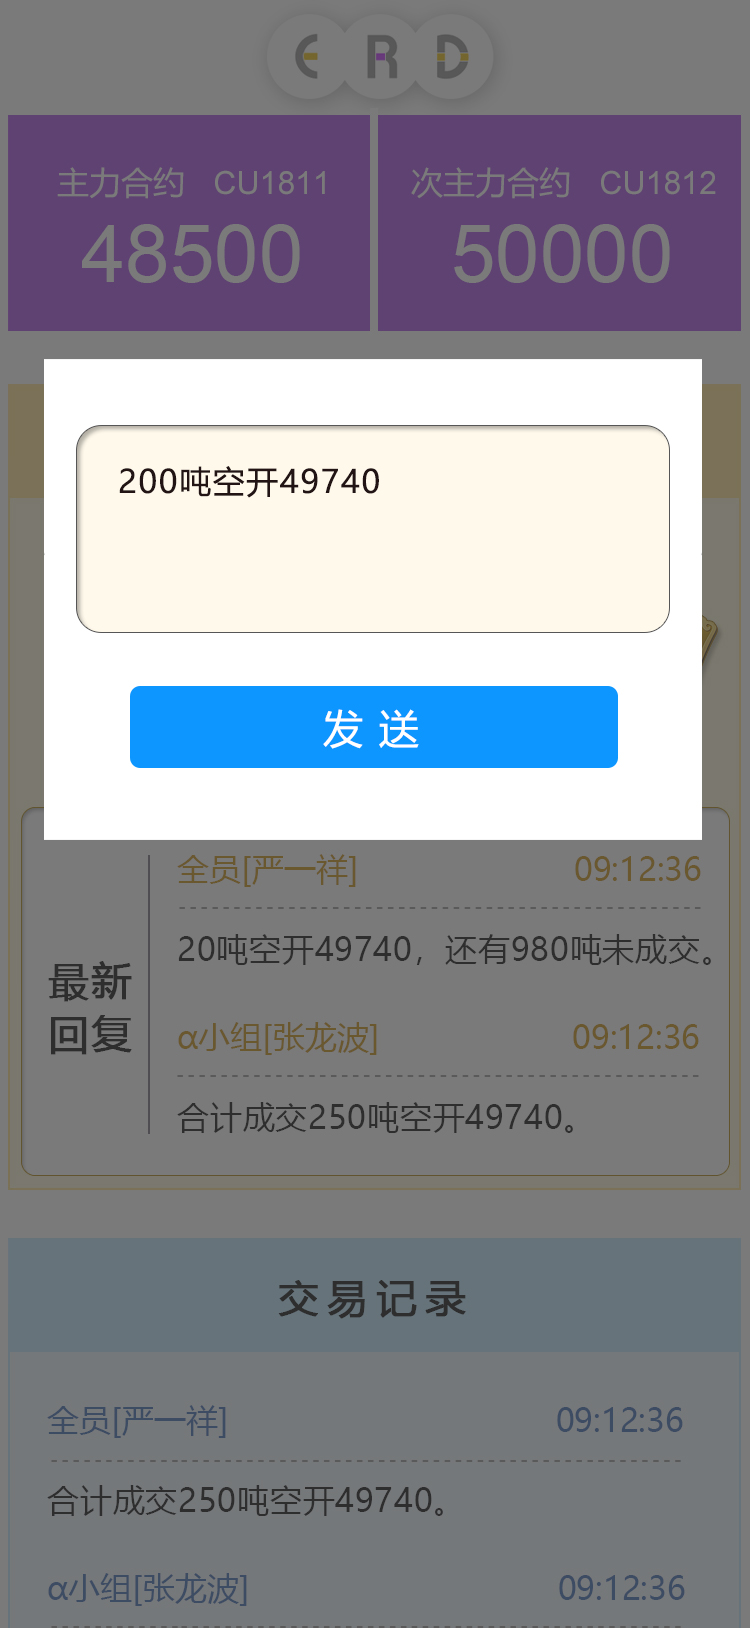 ERD
主力合约 CU1811
48500
次主力合约 CU1812
50000
200吨空开49740
发送
最新
回复
全员[严一祥] 09:12:36
20吨空开49740，还有980吨未成交。
α小组[张龙波] 09:12:36
合计成交250吨空开49740。
交易记录
全员[严一祥] 09:12:36
合计成交250吨空开49740。
α小组[张龙波] 09:12:36